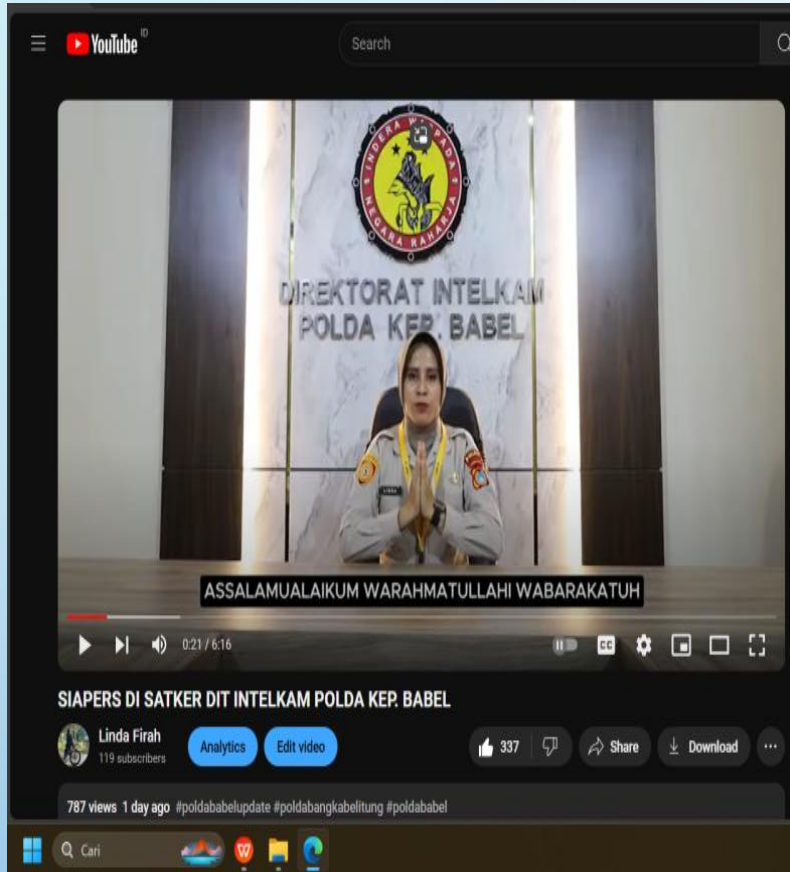 YouTube ID
Search
INDERA WASPADA
NEGARA RAHARJA
DIREKTORAT INTELKAM
POLDA KEP. BABEL
LINDA
ASSALAMUALAIKUM WARAHMATULLAHI WABARAKATUH
0:21 / 6:16
CC
SIAPERS DI SATKER DIT INTELKAM POLDA KEP. BABEL
Linda Firah
119 subscribers
Analytics
Edit video
337
Share
Download
787 views 1 day ago #poldababelupdate #poldabangkabelitung #poldababel
Cari
W